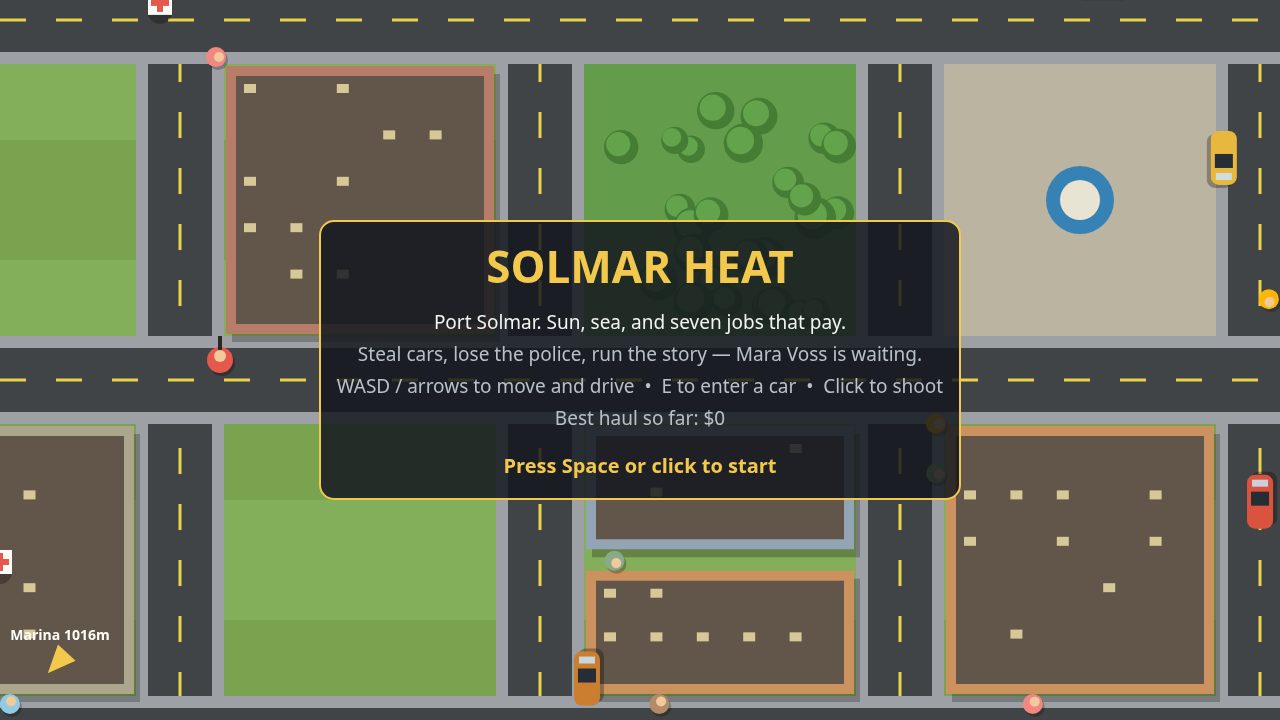 SOLMAR HEAT
Port Solmar. Sun, sea, and seven jobs that pay.
Steal cars, lose the police, run the story — Mara Voss is waiting.
WASD / arrows to move and drive • E to enter a car • Click to shoot
Best haul so far: $0
Press Space or click to start
Marina 1016m